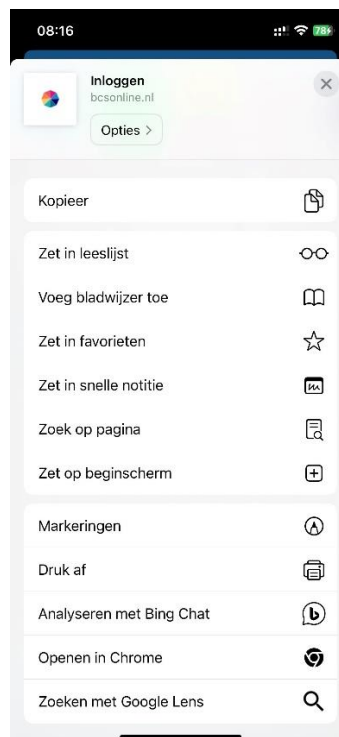 08:16
78
Inloggen
bcsonline.nl
Opties >
Kopieer
Zet in leeslijst
Voeg bladwijzer toe
Zet in favorieten
Zet in snelle notitie
Zoek op pagina
Zet op beginscherm
Markeringen
Druk af
Analyseren met Bing Chat
Openen in Chrome
Zoeken met Google Lens